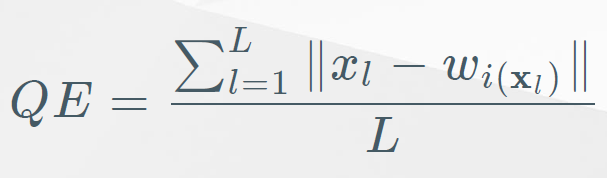 $QE = \frac{\sum_{l=1}^{L} \|x_l - w_{i(\mathbf{x}_l)}\|}{L}$